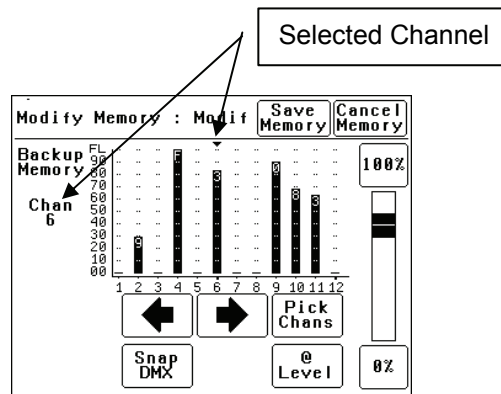 Selected Channel
Modify Memory : Modif
Save
Memory
Cancel
Memory
Backup
Memory
Chan
6
FL
90
80
70
60
50
40
30
20
10
00
9
F
3
0
8
3
1 2 3 4 5 6 7 8 9 10 11 12
100%
Pick
Chans
Snap
DMX
@
Level
0%